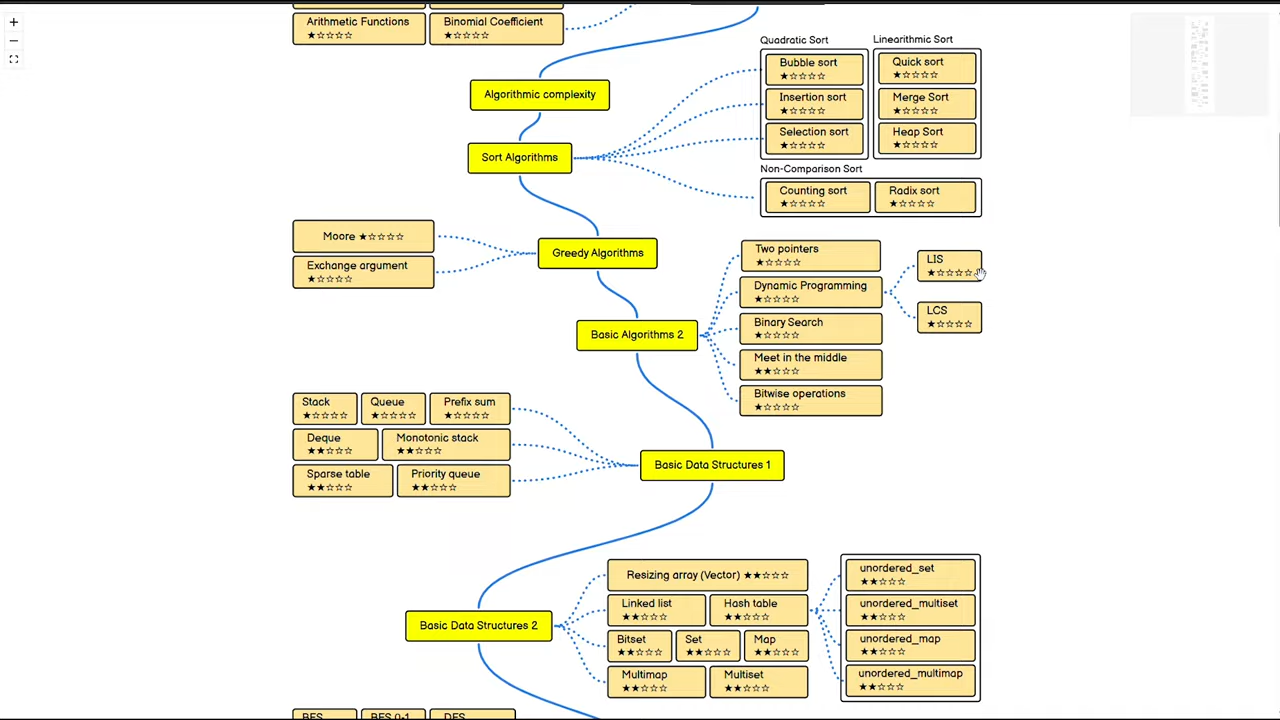 Arithmetic Functions
★☆☆☆☆
Binomial Coefficient
★☆☆☆☆
Algorithmic complexity
Sort Algorithms
Quadratic Sort
Bubble sort
★☆☆☆☆
Insertion sort
★☆☆☆☆
Selection sort
★☆☆☆☆
Linearithmic Sort
Quick sort
★☆☆☆☆
Merge Sort
★☆☆☆☆
Heap Sort
★☆☆☆☆
Non-Comparison Sort
Counting sort
★☆☆☆☆
Radix sort
★☆☆☆☆
Moore ★☆☆☆☆
Exchange argument
★☆☆☆☆
Greedy Algorithms
Basic Algorithms 2
Two pointers
★☆☆☆☆
Dynamic Programming
★☆☆☆☆
Binary Search
★☆☆☆☆
Meet in the middle
★★☆☆☆
Bitwise operations
★☆☆☆☆
LIS
★☆☆☆☆
LCS
★☆☆☆☆
Stack
★☆☆☆☆
Queue
★☆☆☆☆
Prefix sum
★☆☆☆☆
Deque
★★☆☆☆
Monotonic stack
★★☆☆☆
Sparse table
★★☆☆☆
Priority queue
★★☆☆☆
Basic Data Structures 1
Basic Data Structures 2
Resizing array (Vector) ★★☆☆☆
Linked list
★★☆☆☆
Hash table
★★☆☆☆
Bitset
★★☆☆☆
Set
★★☆☆☆
Map
★★☆☆☆
Multimap
★★☆☆☆
Multiset
★★☆☆☆
unordered_set
★★☆☆☆
unordered_multiset
★★☆☆☆
unordered_map
★★☆☆☆
unordered_multimap
★★☆☆☆
BFS
BFS 0-1
DFS